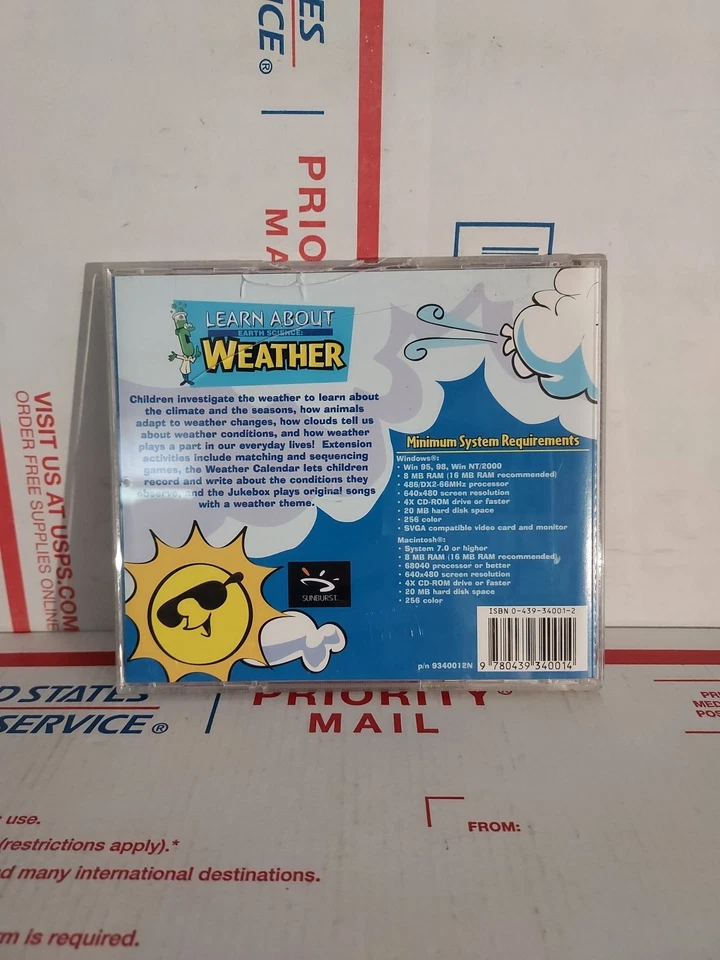 ES
CE®
PRIO
MA
VISIT US AT USPS.COM
ORDER FREE SUPPLIES ONLINE
LEARN ABOUT
EARTH SCIENCE:
WEATHER
Children investigate the weather to learn about
the climate and the seasons, how animals
adapt to weather changes, how clouds tell us
about weather conditions, and how weather
plays a part in our everyday lives! Extension
activities include matching and sequencing
games, the Weather Calendar lets children
record and write about the conditions they
observe, and the Jukebox plays original songs
with a weather theme.
SUNBURST
Minimum System Requirements
Windows®:
• Win 95, 98, Win NT/2000
• 8 MB RAM (16 MB RAM recommended)
486/DX2-66MHz processor
• 640x480 screen resolution
• 4X CD-ROM drive or faster
• 20 MB hard disk space
• 256 color
• SVGA compatible video card and monitor
Macintosh®:
• System 7.0 or higher
• 8 MB RAM (16 MB RAM recommended)
68040 processor or better
• 640x480 screen resolution
• 4X CD-ROM drive or faster
• 20 MB hard disk space
• 256 color
ISBN 0-439-34001-2
p/n 9340012N
9 780439 340014
D STATES
SERVICE®
PRIORITY®
MAIL
PR
MED
POS
use.
(restrictions apply).*
d many international destinations.
rm is required.
FROM: